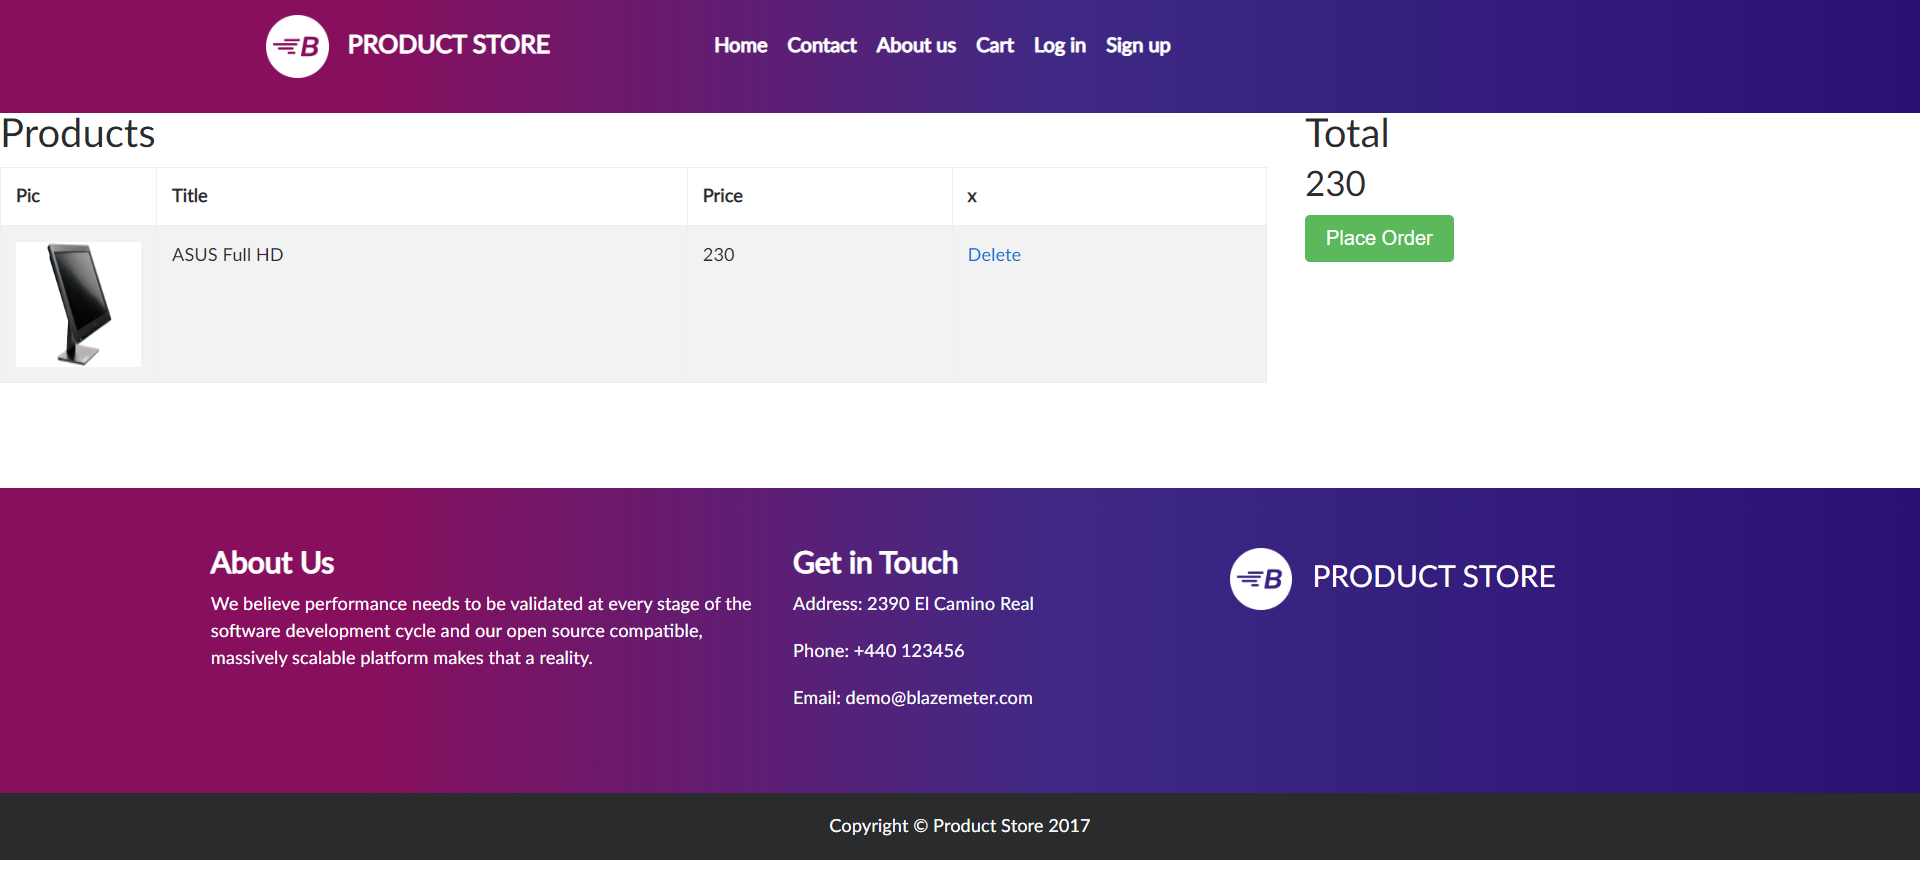 B PRODUCT STORE
Home Contact About us Cart Log in Sign up
Products
Pic Title Price x
ASUS Full HD 230 Delete
Total
230
Place Order
About Us
We believe performance needs to be validated at every stage of the
software development cycle and our open source compatible,
massively scalable platform makes that a reality.
Get in Touch
Address: 2390 El Camino Real
Phone: +440 123456
Email: demo@blazemeter.com
B PRODUCT STORE
Copyright © Product Store 2017